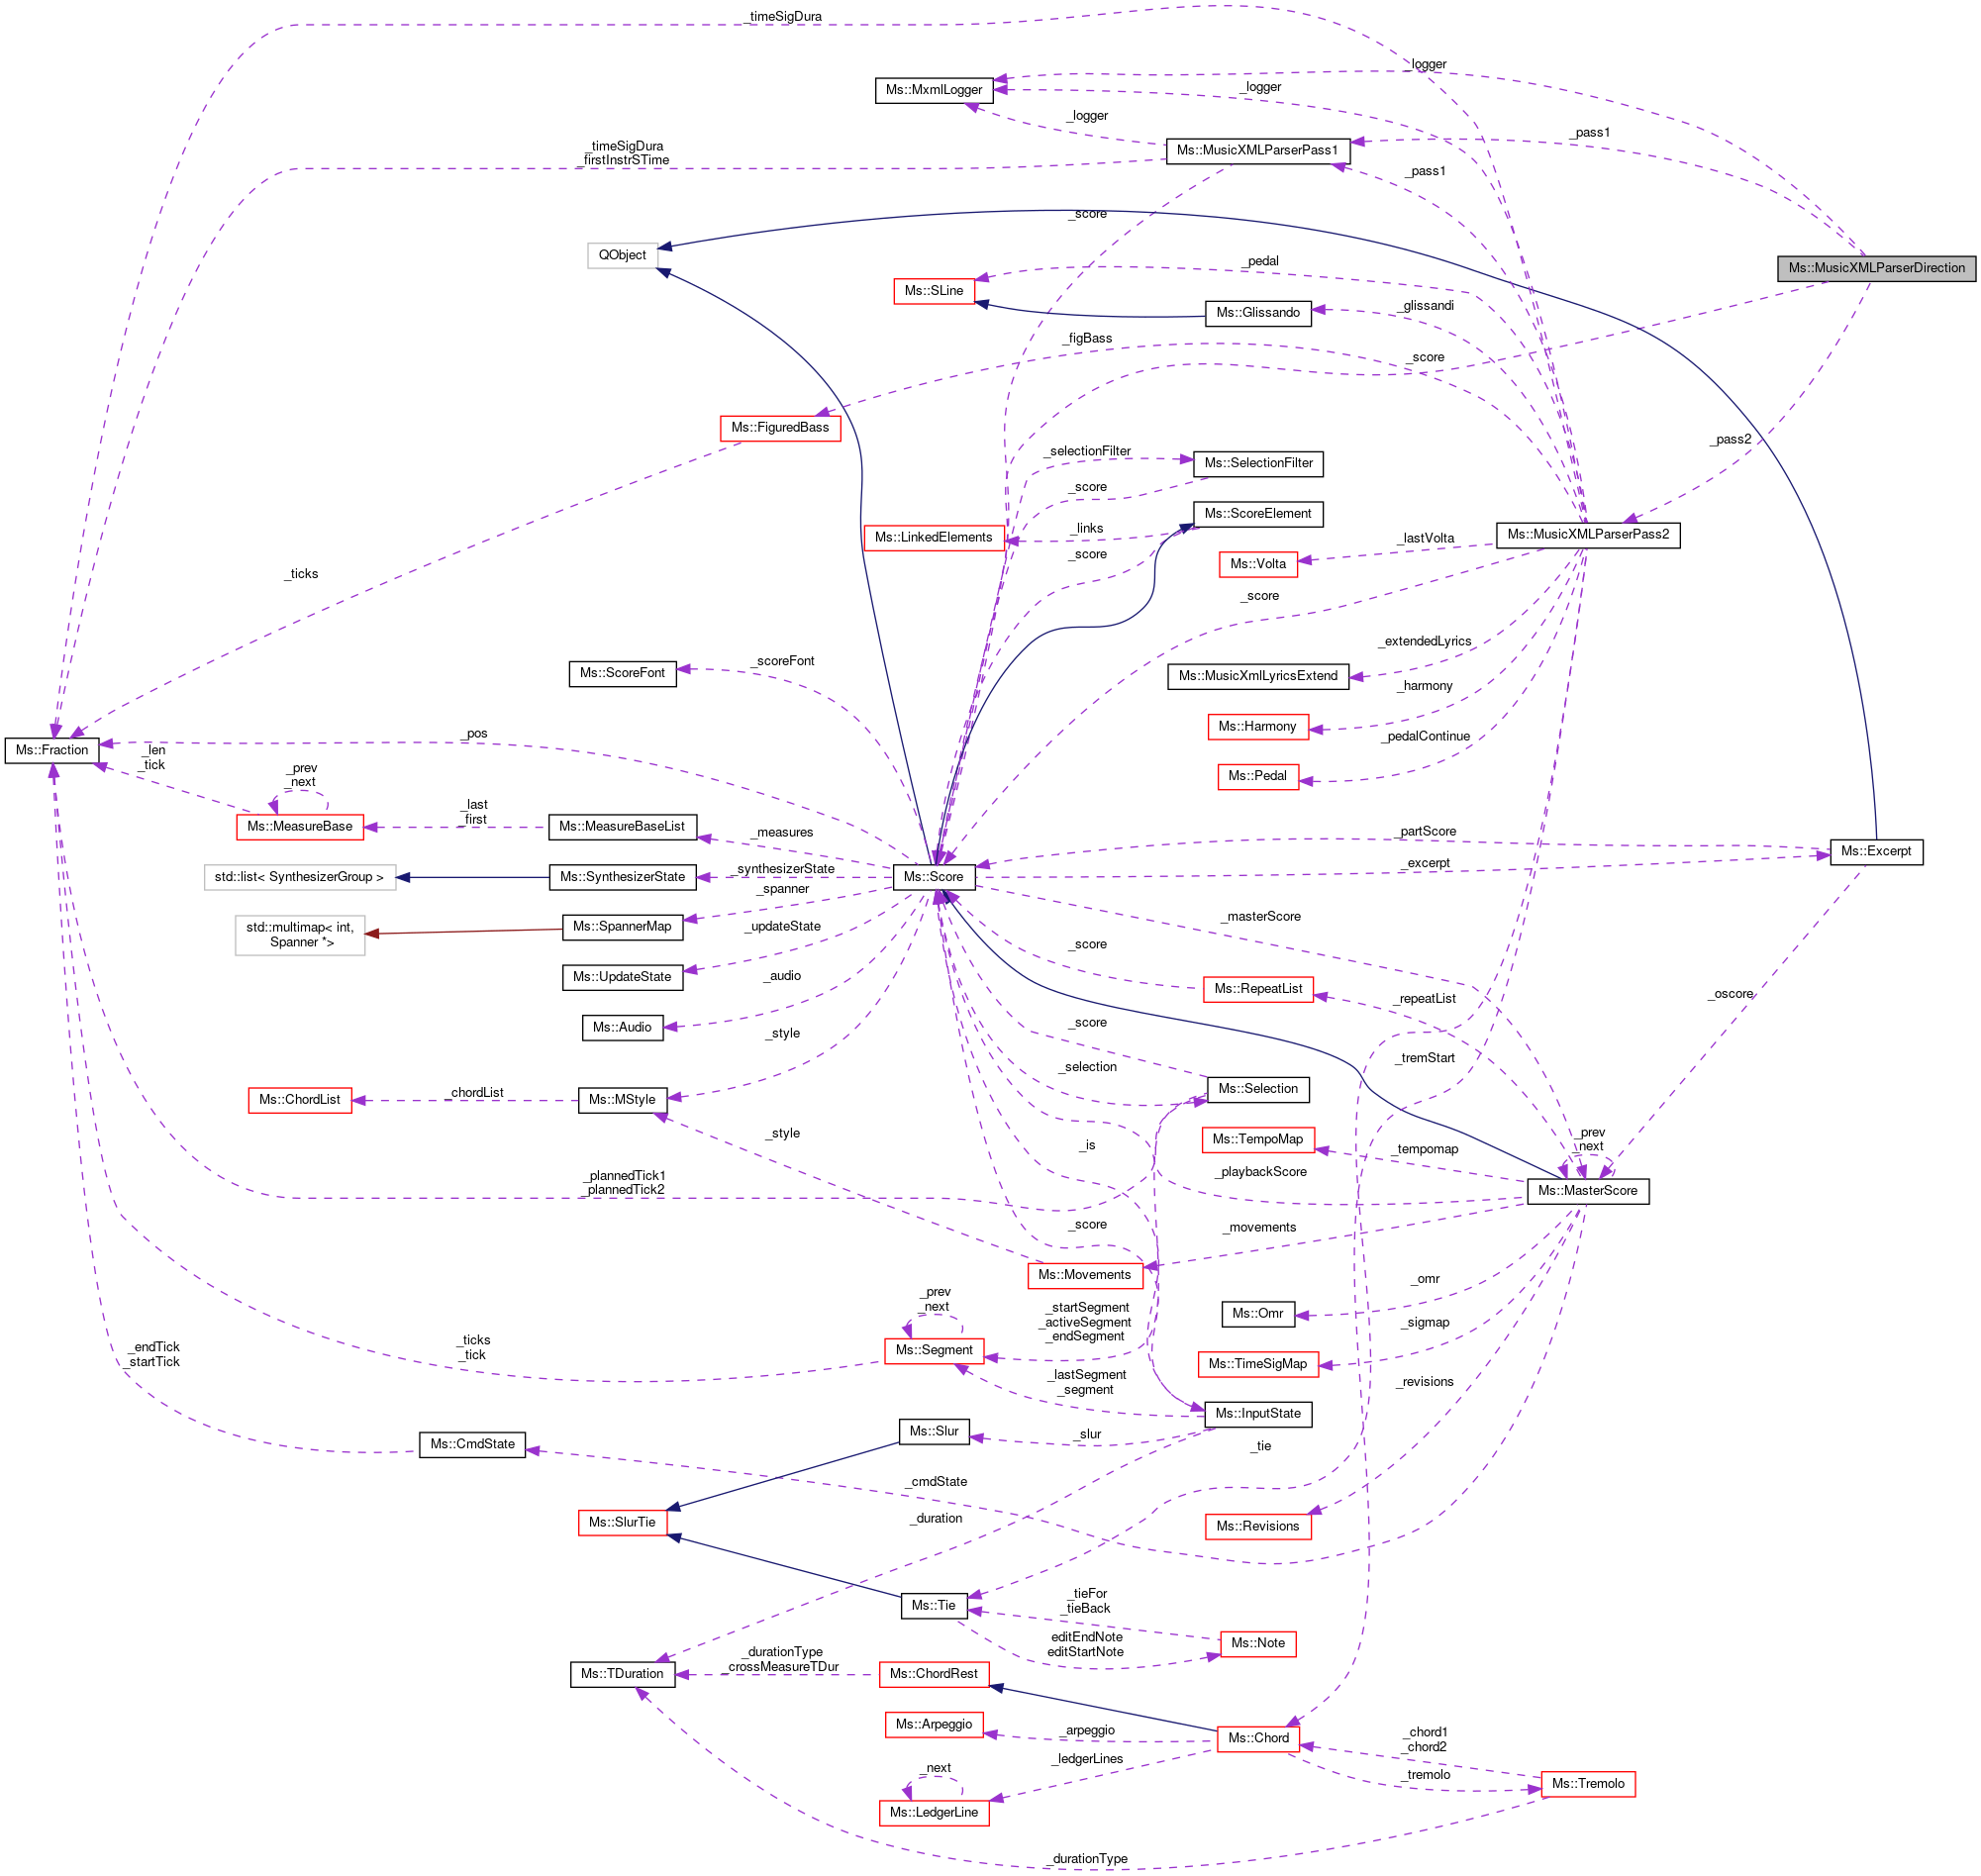 _timeSigDura
_logger
Ms::MxmlLogger
_logger
_logger
_pass1
_timeSigDura
_firstInstrSTime
Ms::MusicXMLParserPass1
_pass1
_score
QObject
_pedal
Ms::MusicXMLParserDirection
Ms::SLine
_glissandi
Ms::Glissando
_figBass
_score
Ms::FiguredBass
_pass2
_selectionFilter
Ms::SelectionFilter
_score
Ms::ScoreElement
_links
Ms::LinkedElements
Ms::MusicXMLParserPass2
_lastVolta
_score
Ms::Volta
_ticks
_score
_extendedLyrics
_scoreFont
Ms::ScoreFont
Ms::MusicXmlLyricsExtend
_harmony
Ms::Harmony
_pos
_pedalContinue
Ms::Fraction
_len
_tick
_prev
_next
Ms::Pedal
_last
_first
Ms::MeasureBase
Ms::MeasureBaseList
_measures
_partScore
Ms::Excerpt
_excerpt
std::list< SynthesizerGroup >
Ms::SynthesizerState
_synthesizerState
Ms::Score
_spanner
std::multimap< int,
Spanner *>
Ms::SpannerMap
_updateState
_masterScore
_score
Ms::UpdateState
_audio
Ms::RepeatList
_repeatList
_oscore
Ms::Audio
_style
_score
_selection
_tremStart
Ms::Selection
Ms::ChordList
_chordList
Ms::MStyle
_style
_is
Ms::TempoMap
_tempomap
_prev
_next
_plannedTick1
_plannedTick2
_playbackScore
Ms::MasterScore
_score
_movements
Ms::Movements
_omr
Ms::Omr
_prev
_next
_startSegment
_activeSegment
_endSegment
_sigmap
_endTick
_startTick
_ticks
_tick
Ms::Segment
Ms::TimeSigMap
_lastSegment
_segment
_revisions
Ms::InputState
Ms::CmdState
Ms::Slur
_slur
_tie
_cmdState
Ms::SlurTie
_duration
Ms::Revisions
Ms::Tie
_tieFor
_tieBack
editEndNote
editStartNote
Ms::Note
_durationType
_crossMeasureTDur
Ms::TDuration
Ms::ChordRest
Ms::Arpeggio
_arpeggio
Ms::Chord
_chord1
_chord2
_ledgerLines
_tremolo
Ms::Tremolo
_next
Ms::LedgerLine
_durationType